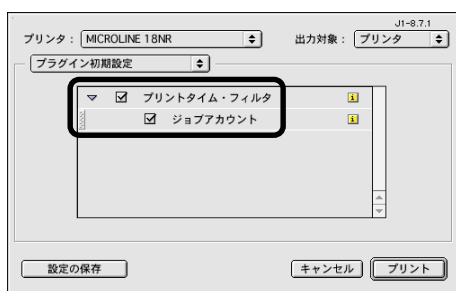 J1-8.7.1
プリンタ： MICROLINE 18NR 出力対象： プリンタ
プラグイン初期設定
プリントタイム・フィルタ
ジョブアカウント
設定の保存 キャンセル プリント